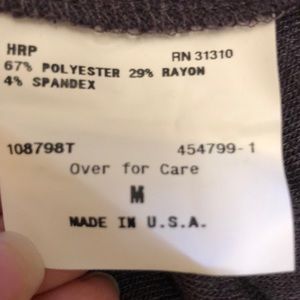 HRP RN 31310
67% POLYESTER 29% RAYON
4% SPANDEX
108798T 454799-1
Over for Care
M
MADE IN U.S.A.